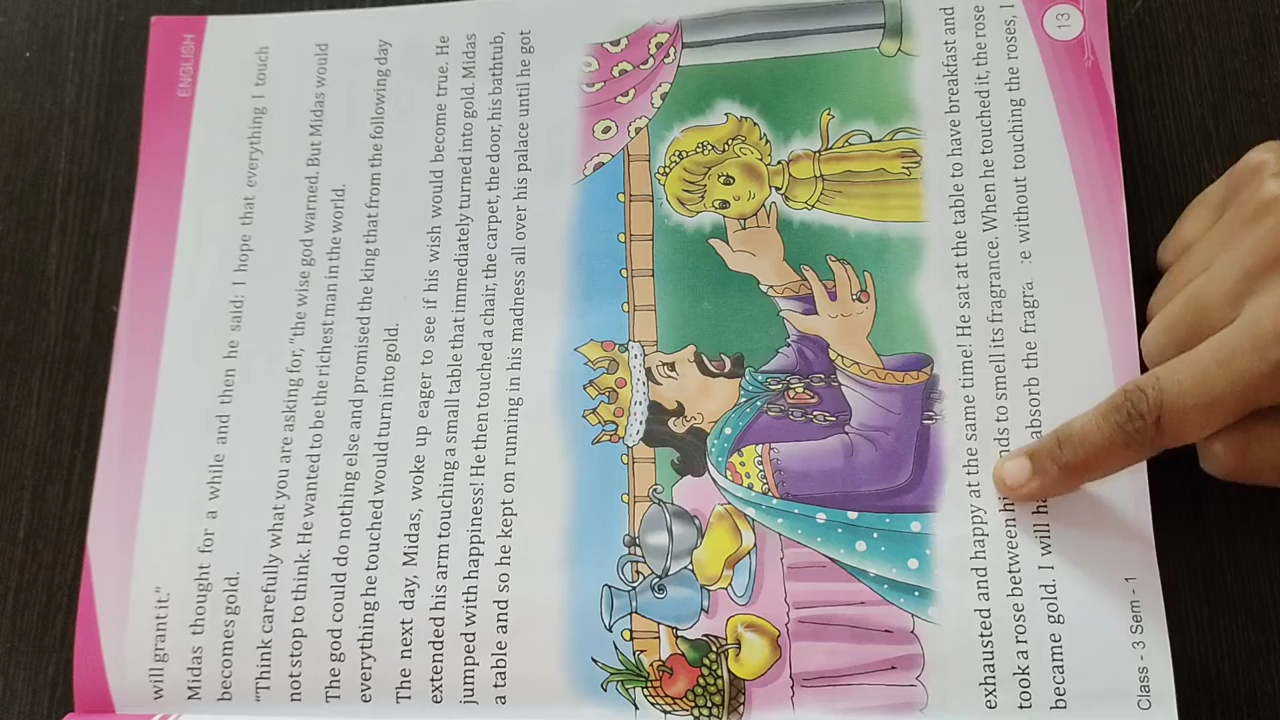 ENGLISH
will grant it."
Midas thought for a while and then he said: I hope that everything I touch
becomes gold.
"Think carefully what you are asking for," the wise god warned. But Midas would
not stop to think. He wanted to be the richest man in the world.
The god could do nothing else and promised the king that from the following day
everything he touched would turn into gold.
The next day, Midas, woke up eager to see if his wish would become true. He
extended his arm touching a small table that immediately turned into gold. Midas
jumped with happiness! He then touched a chair, the carpet, the door, his bathtub,
a table and so he kept on running in his madness all over his palace until he got
exhausted and happy at the same time! He sat at the table to have breakfast and
took a rose between hands to smell its fragrance. When he touched it, the rose
became gold. I will absorb the without touching the roses, I
Class - 3 Sem - 1
13